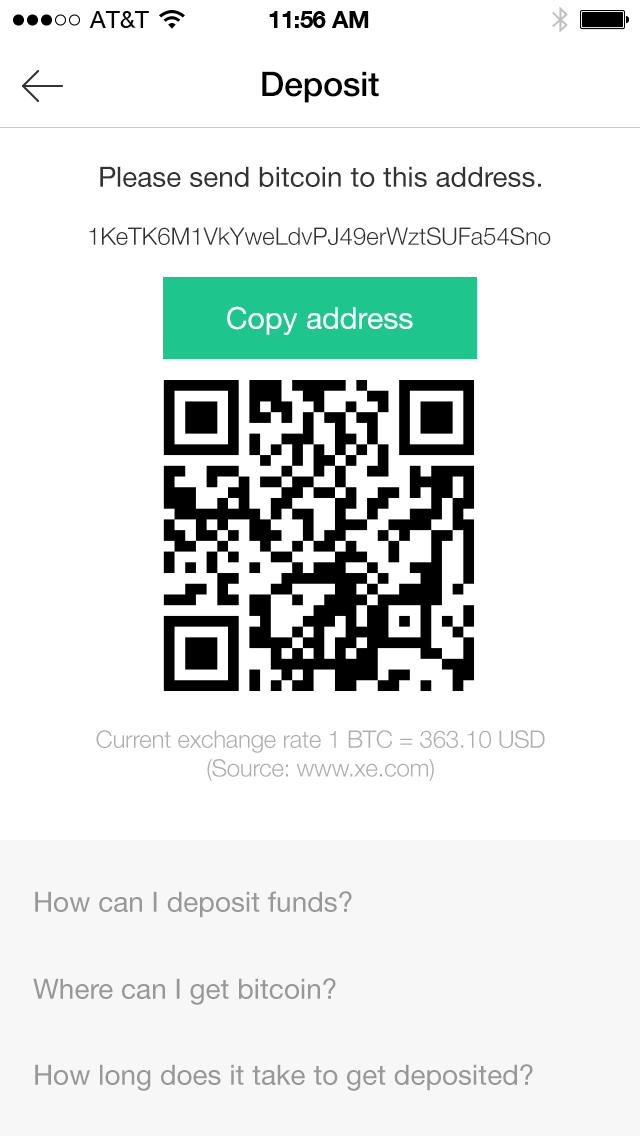 AT&T
11:56 AM
Deposit
Please send bitcoin to this address.
1KeTK6M1VkYweLdvPJ49erWztSUFa54Sno
Copy address
Current exchange rate 1 BTC = 363.10 USD
(Source: www.xe.com)
How can I deposit funds?
Where can I get bitcoin?
How long does it take to get deposited?